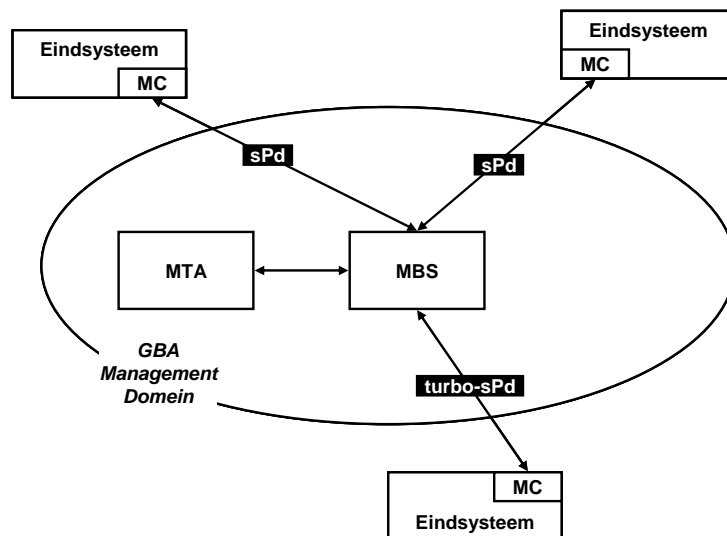 Eindsysteem
MC
Eindsysteem
MC
sPd
sPd
MTA
MBS
GBA
Management
Domein
turbo-sPd
MC
Eindsysteem